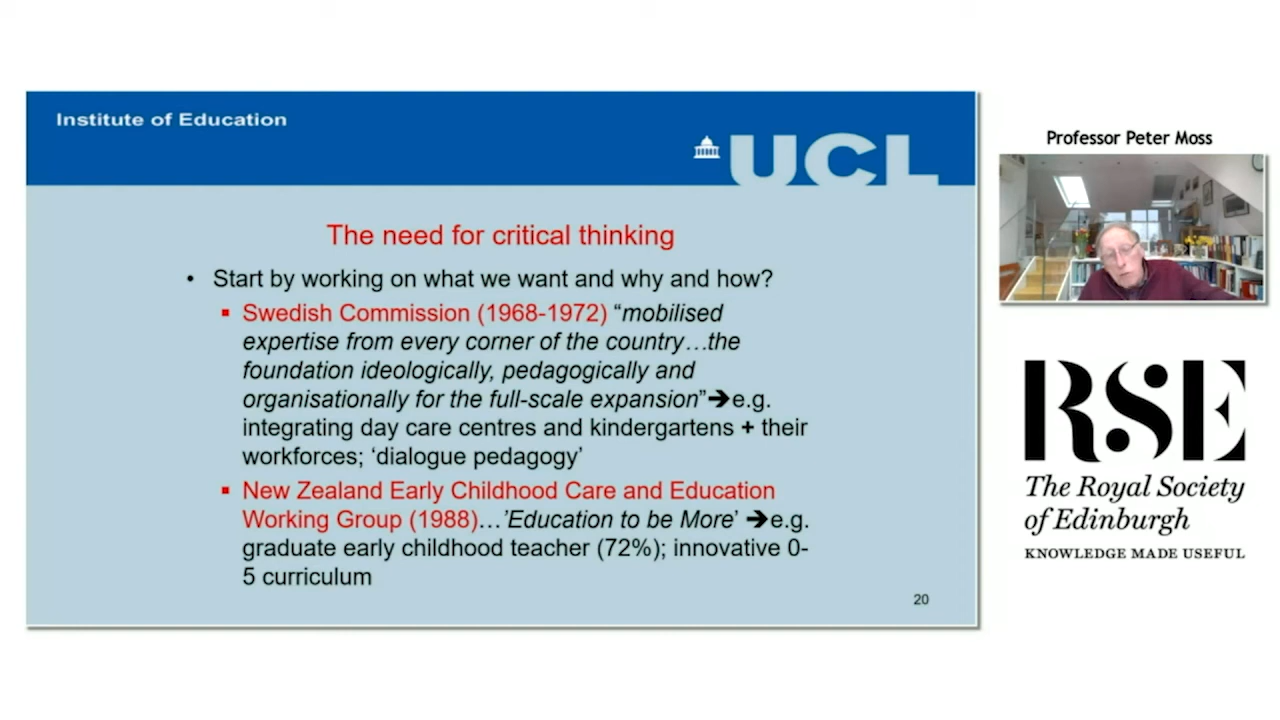 Institute of Education
UCL
The need for critical thinking
• Start by working on what we want and why and how?
▪ Swedish Commission (1968-1972) “mobilised
expertise from every corner of the country…the
foundation ideologically, pedagogically and
organisationally for the full-scale expansion”➔e.g.
integrating day care centres and kindergartens + their
workforces; ‘dialogue pedagogy’
▪ New Zealand Early Childhood Care and Education
Working Group (1988)…’Education to be More’ ➔e.g.
graduate early childhood teacher (72%); innovative 0-
5 curriculum
20
Professor Peter Moss
RSE
The Royal Society
of Edinburgh
KNOWLEDGE MADE USEFUL